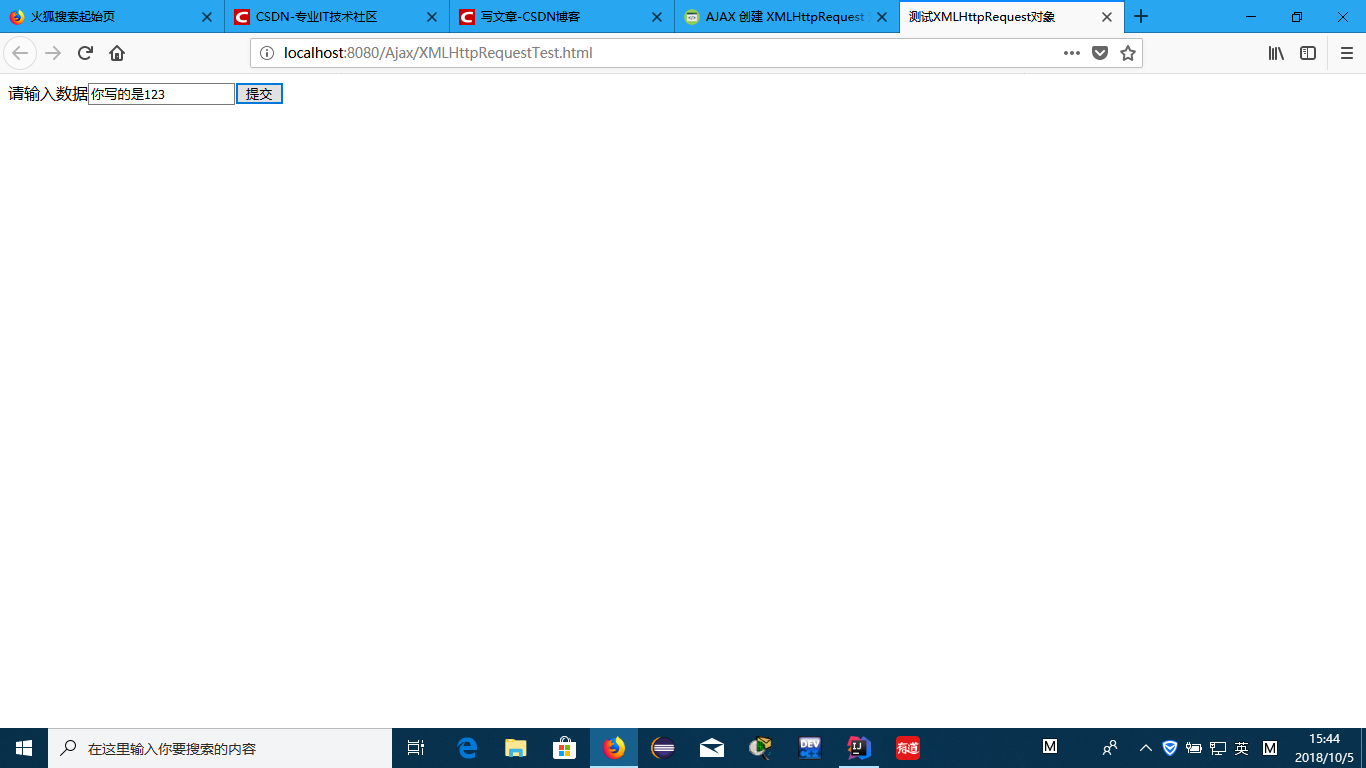 火狐搜索起始页
CSDN-专业IT技术社区
写文章-CSDN博客
AJAX 创建 XMLHttpRequest
测试XMLHttpRequest对象
localhost:8080/Ajax/XMLHttpRequestTest.html
请输入数据 你写的是123 提交
在这里输入你要搜索的内容
DEV
IJ
有道
M
英
M
15:44
2018/10/5